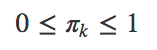 0 ≤ π_k ≤ 1